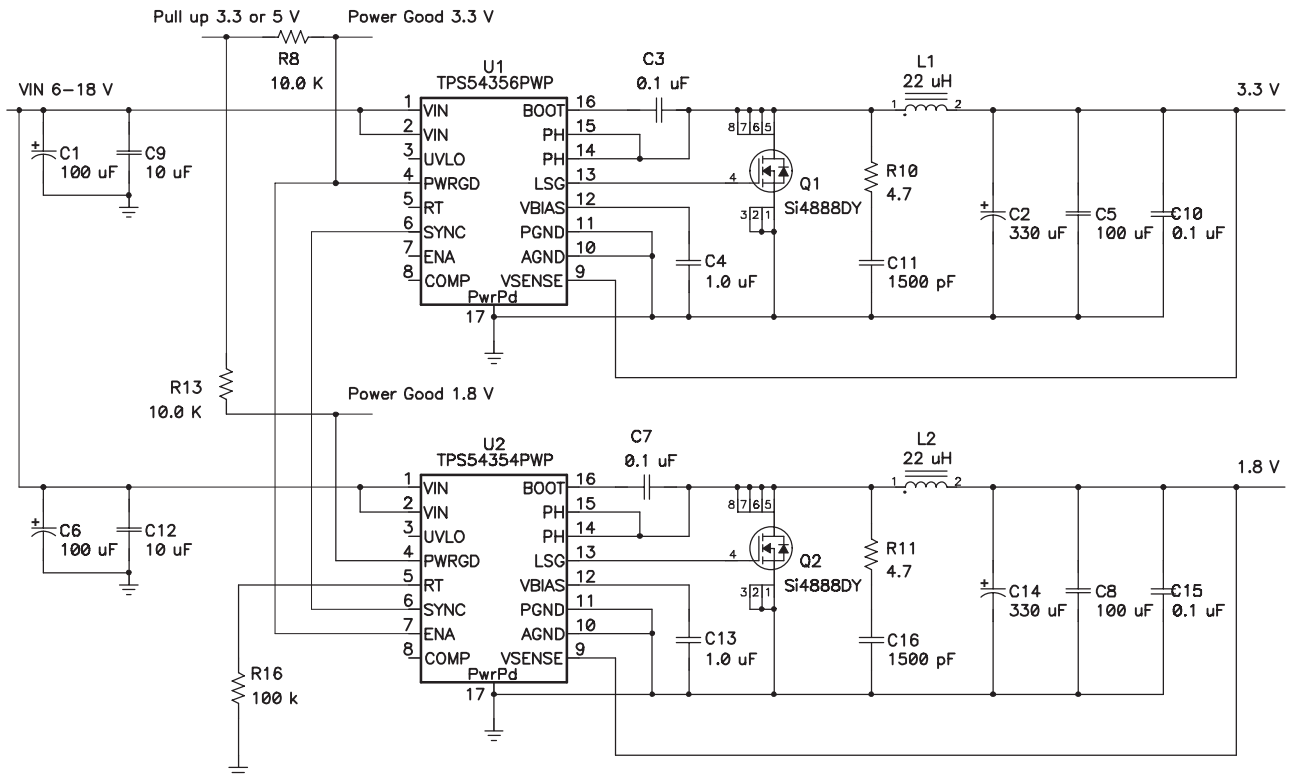 Pull up 3.3 or 5 V
Power Good 3.3 V
R8
10.0 K
VIN 6–18 V
C1
100 uF
C9
10 uF
U1
TPS54356PWP
1 VIN
2 VIN
3 UVLO
4 PWRGD
5 RT
6 SYNC
7 ENA
8 COMP
BOOT 16
PH 15
PH 14
LSG 13
VBIAS 12
PGND 11
AGND 10
VSENSE 9
PwrPd
17
C3
0.1 uF
C4
1.0 uF
8 7 6 5
4
3 2 1
Q1
Si4888DY
R10
4.7
C11
1500 pF
L1
22 uH
1 2
3.3 V
C2
330 uF
C5
100 uF
C10
0.1 uF
R13
10.0 K
Power Good 1.8 V
C6
100 uF
C12
10 uF
R16
100 k
U2
TPS54354PWP
1 VIN
2 VIN
3 UVLO
4 PWRGD
5 RT
6 SYNC
7 ENA
8 COMP
BOOT 16
PH 15
PH 14
LSG 13
VBIAS 12
PGND 11
AGND 10
VSENSE 9
PwrPd
17
C7
0.1 uF
C13
1.0 uF
8 7 6 5
4
3 2 1
Q2
Si4888DY
R11
4.7
C16
1500 pF
L2
22 uH
1 2
1.8 V
C14
330 uF
C8
100 uF
C15
0.1 uF